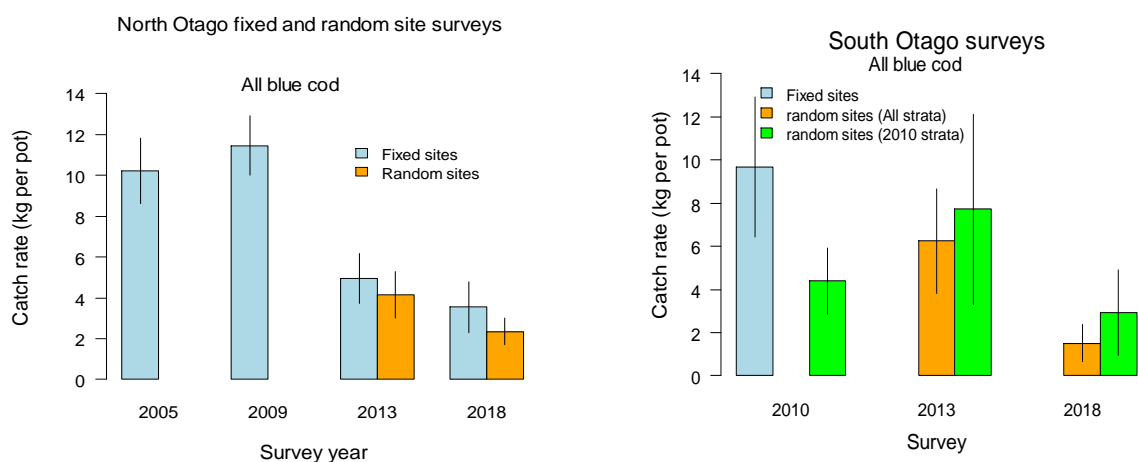 North Otago fixed and random site surveys
All blue cod
Catch rate (kg per pot)
14
12
10
8
6
4
2
0
Fixed sites
Random sites
2005 2009 2013 2018
Survey year
South Otago surveys
All blue cod
Catch rate (kg per pot)
14
12
10
8
6
4
2
0
Fixed sites
random sites (All strata)
random sites (2010 strata)
2010 2013 2018
Survey